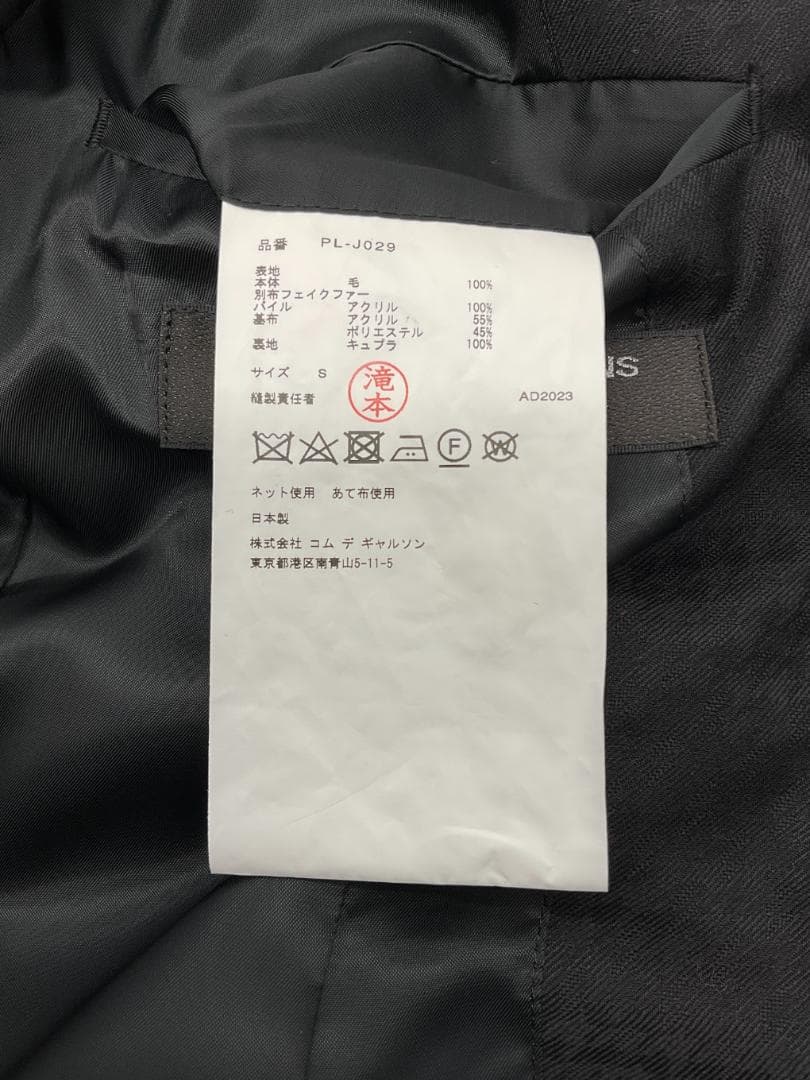 品番 PL-J029
表地
本体 毛 100%
別布フェイクファー
パイル アクリル 100%
基布 アクリル 55%
ポリエステル 45%
裏地 キュプラ 100%
サイズ S
縫製責任者 滝本 AD2023
F W
ネット使用 あて布使用
日本製
株式会社 コム デ ギャルソン
東京都港区南青山5-11-5
S